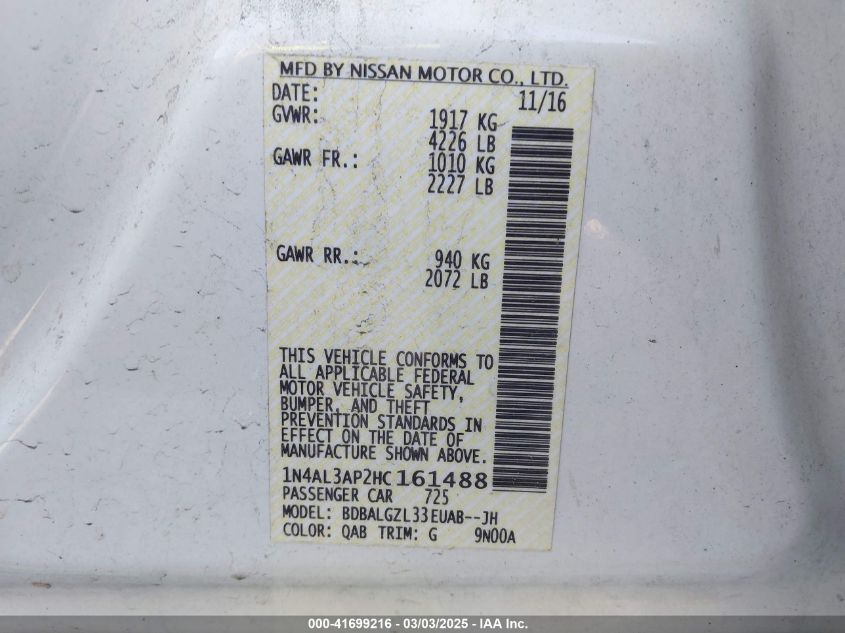 MFD BY NISSAN MOTOR CO., LTD.
DATE: 11/16
GVWR: 1917 KG
4226 LB
GAWR FR.: 1010 KG
2227 LB
GAWR RR.: 940 KG
2072 LB
THIS VEHICLE CONFORMS TO
ALL APPLICABLE FEDERAL
MOTOR VEHICLE SAFETY,
BUMPER, AND THEFT
PREVENTION STANDARDS IN
EFFECT ON THE DATE OF
MANUFACTURE SHOWN ABOVE.
1N4AL3AP2HC161488
PASSENGER CAR 725
MODEL: BDBALGZL33EUAB--JH
COLOR: QAB TRIM: G 9N00A
000-41699216 - 03/03/2025 - IAA Inc.